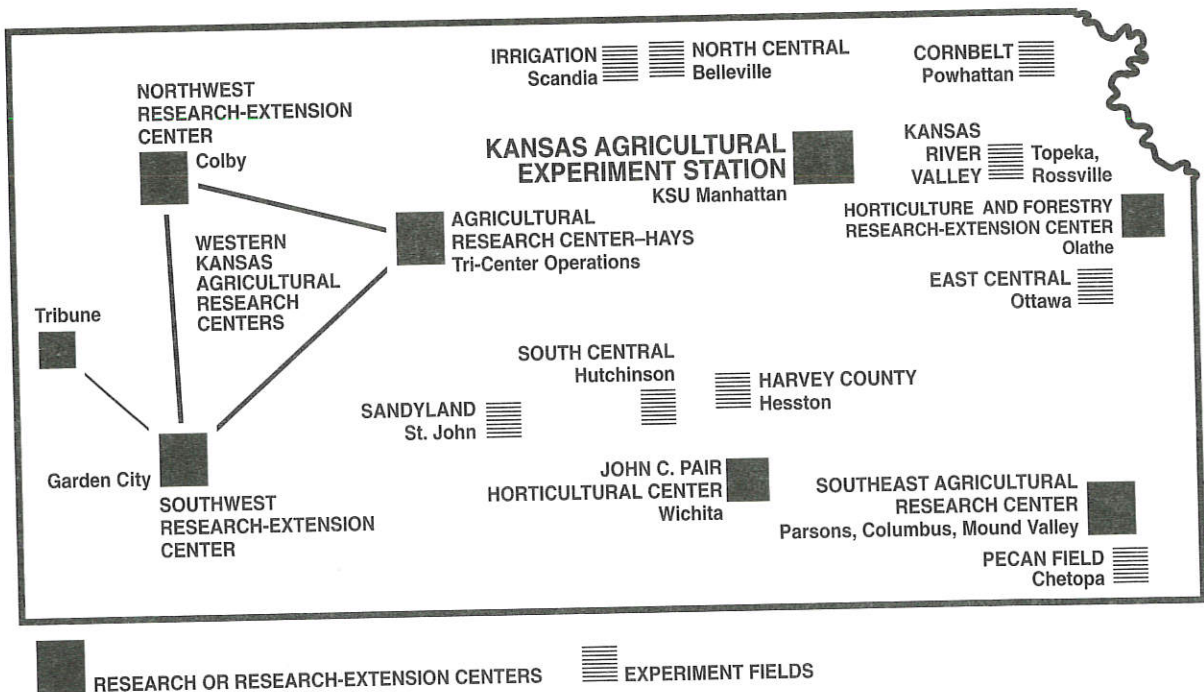 IRRIGATION
Scandia
NORTH CENTRAL
Belleville
CORNBELT
Powhattan
NORTHWEST
RESEARCH-EXTENSION
CENTER
Colby
KANSAS AGRICULTURAL
EXPERIMENT STATION
KSU Manhattan
KANSAS
RIVER
VALLEY
Topeka,
Rossville
AGRICULTURAL
RESEARCH CENTER–HAYS
Tri-Center Operations
HORTICULTURE AND FORESTRY
RESEARCH-EXTENSION CENTER
Olathe
WESTERN
KANSAS
AGRICULTURAL
RESEARCH
CENTERS
EAST CENTRAL
Ottawa
Tribune
SOUTH CENTRAL
Hutchinson
HARVEY COUNTY
Hesston
SANDYLAND
St. John
Garden City
SOUTHWEST
RESEARCH-EXTENSION
CENTER
JOHN C. PAIR
HORTICULTURAL CENTER
Wichita
SOUTHEAST AGRICULTURAL
RESEARCH CENTER
Parsons, Columbus, Mound Valley
PECAN FIELD
Chetopa
RESEARCH OR RESEARCH-EXTENSION CENTERS
EXPERIMENT FIELDS